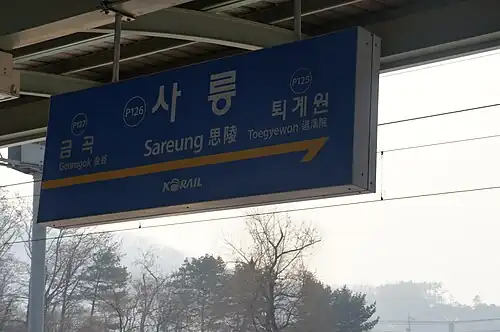 P127
금곡
Geumgok 金谷
P126
사릉
Sareung 思陵
P125
퇴계원
Toegyewon 退溪院
KORAIL